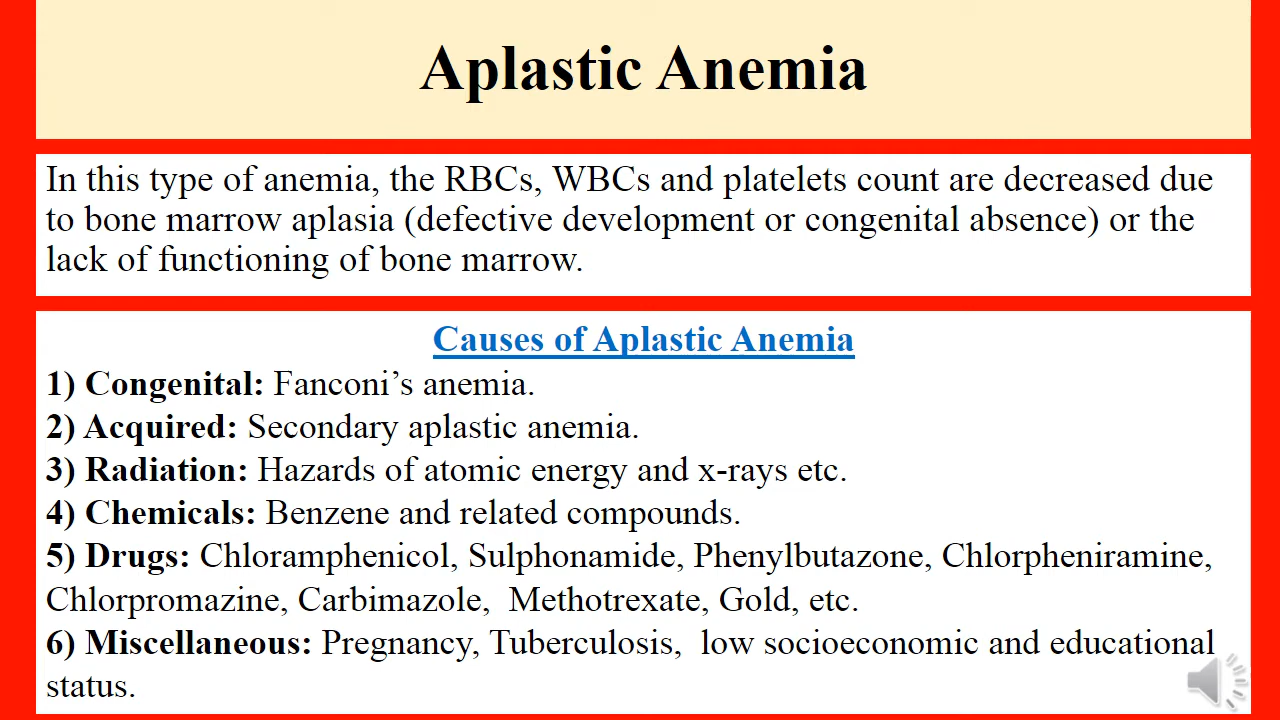 Aplastic Anemia
In this type of anemia, the RBCs, WBCs and platelets count are decreased due
to bone marrow aplasia (defective development or congenital absence) or the
lack of functioning of bone marrow.
Causes of Aplastic Anemia
1) Congenital: Fanconi’s anemia.
2) Acquired: Secondary aplastic anemia.
3) Radiation: Hazards of atomic energy and x-rays etc.
4) Chemicals: Benzene and related compounds.
5) Drugs: Chloramphenicol, Sulphonamide, Phenylbutazone, Chlorpheniramine,
Chlorpromazine, Carbimazole, Methotrexate, Gold, etc.
6) Miscellaneous: Pregnancy, Tuberculosis, low socioeconomic and educational
status.